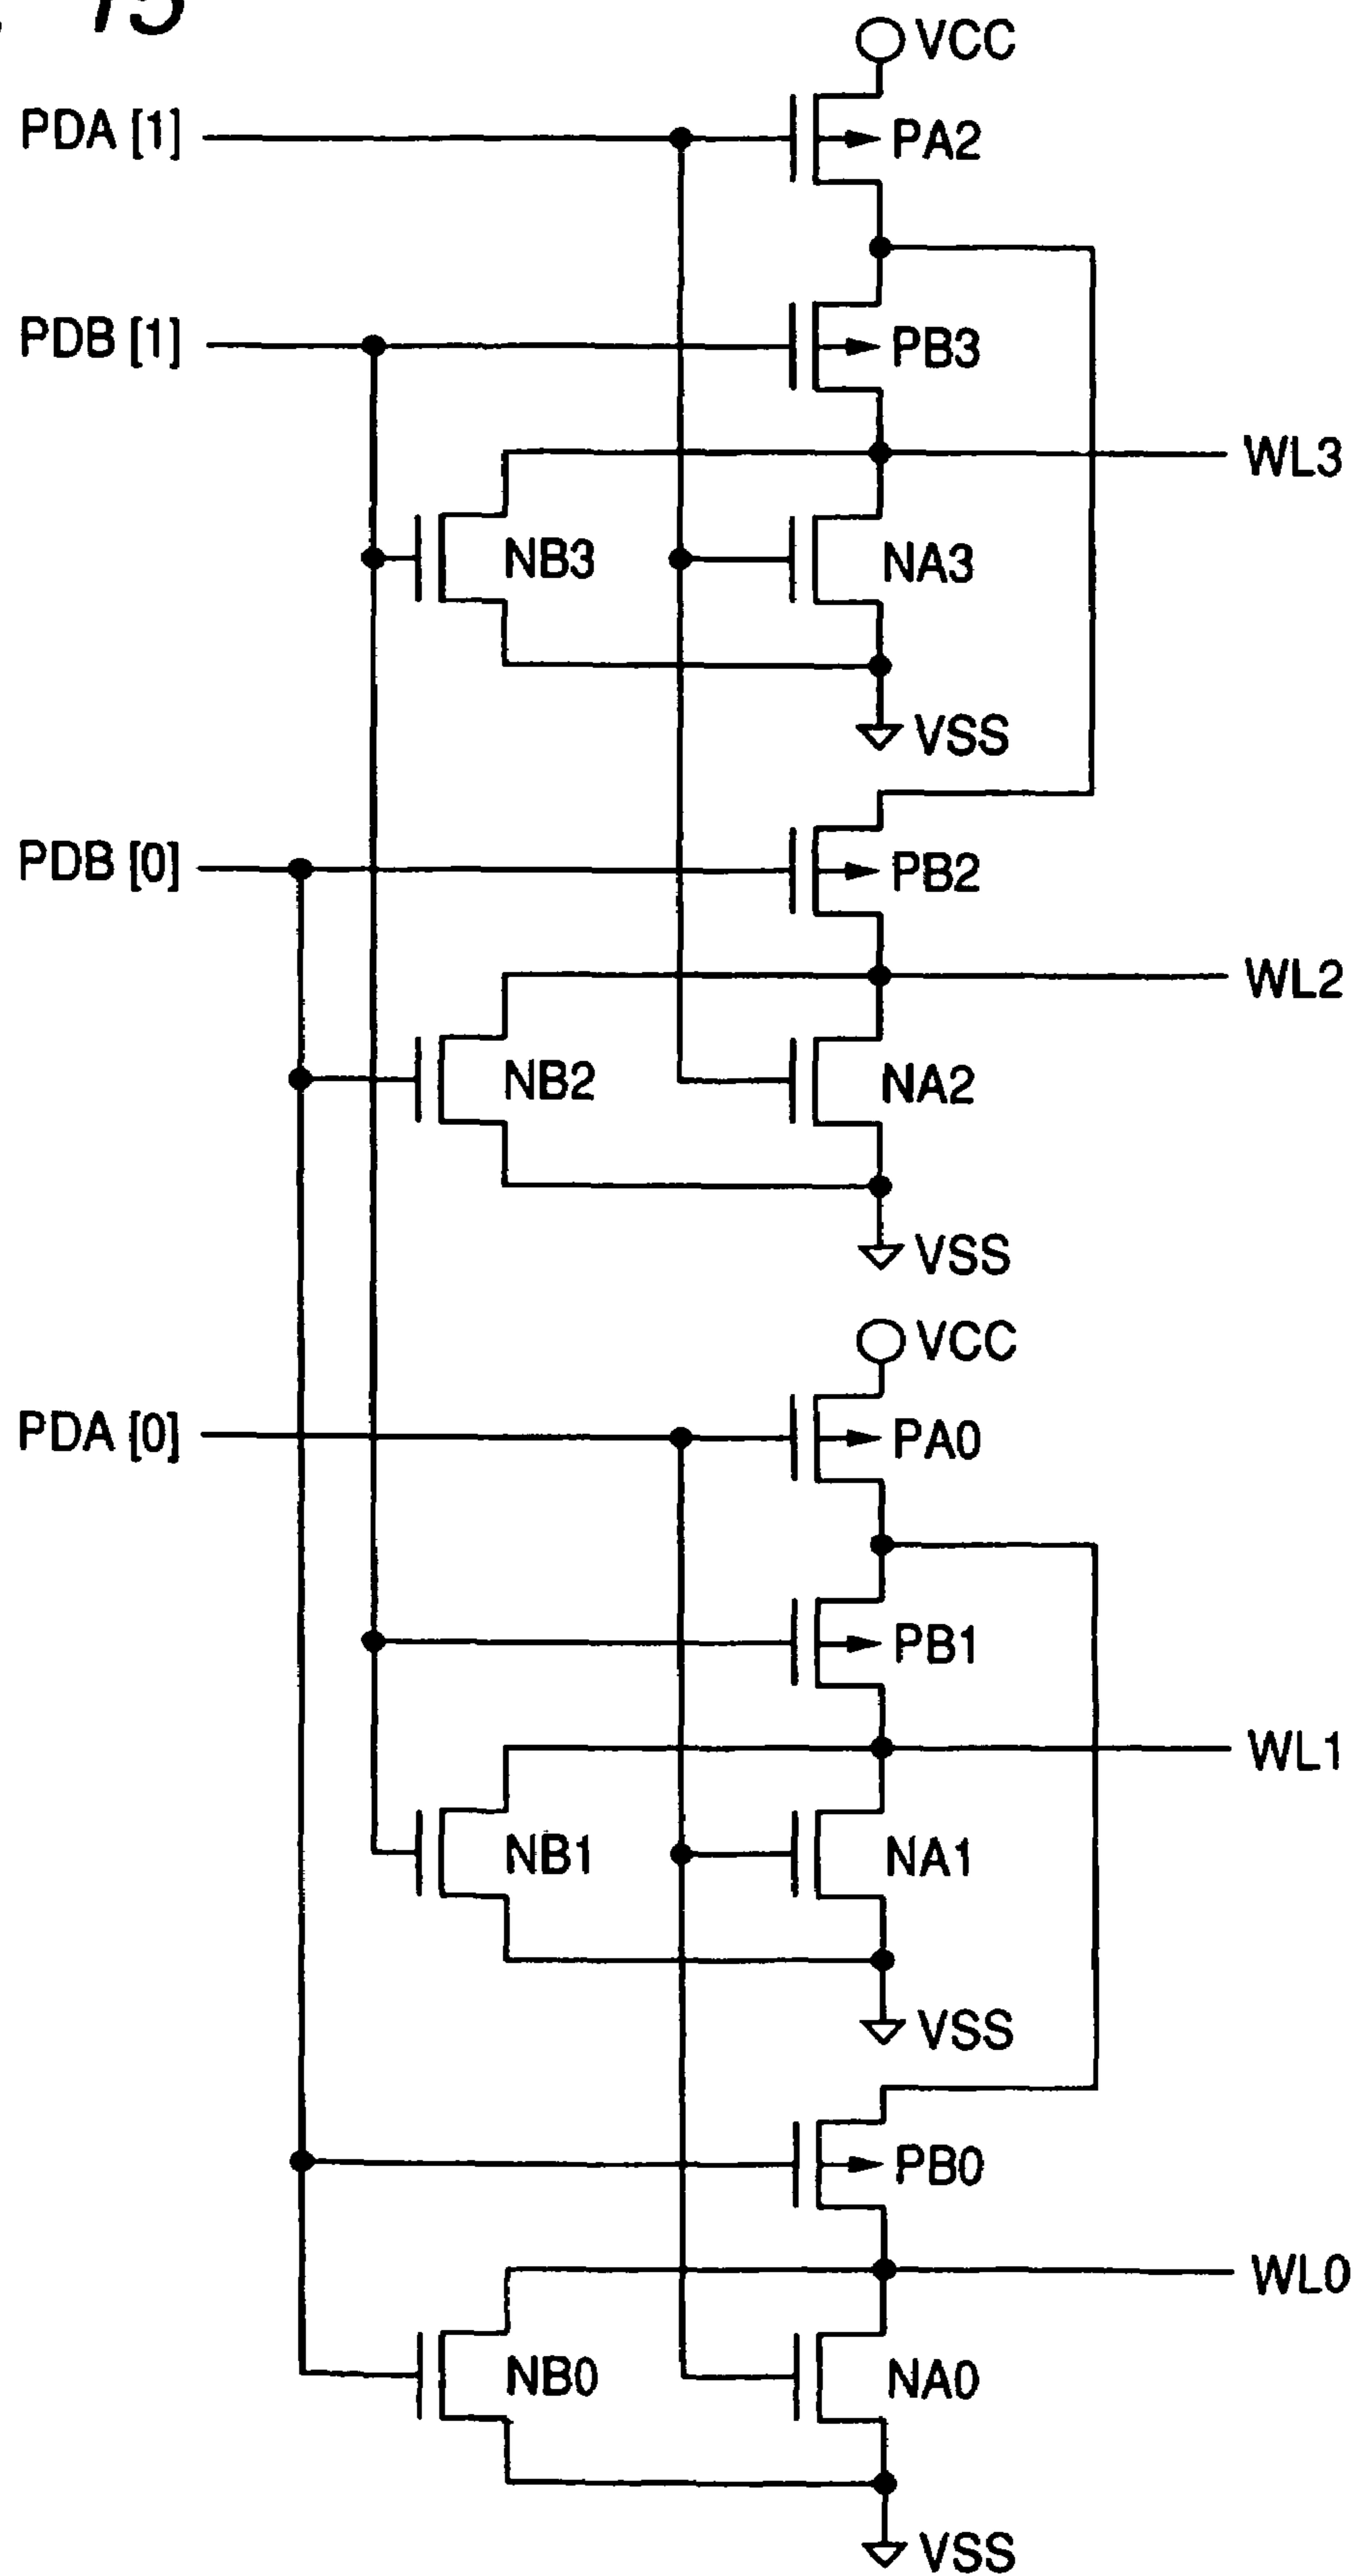 15
VCC
PDA [1]
PA2
PDB [1]
PB3
WL3
NB3
NA3
VSS
PDB [0]
PB2
WL2
NB2
NA2
VSS
VCC
PDA [0]
PA0
PB1
WL1
NB1
NA1
VSS
PB0
WL0
NB0
NA0
VSS